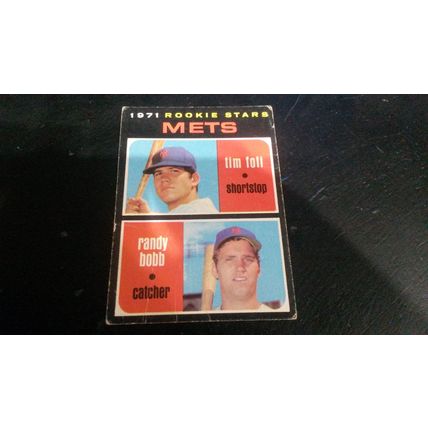 1971 ROOKIE STARS
METS
tim foli
shortstop
randy
bobb
catcher